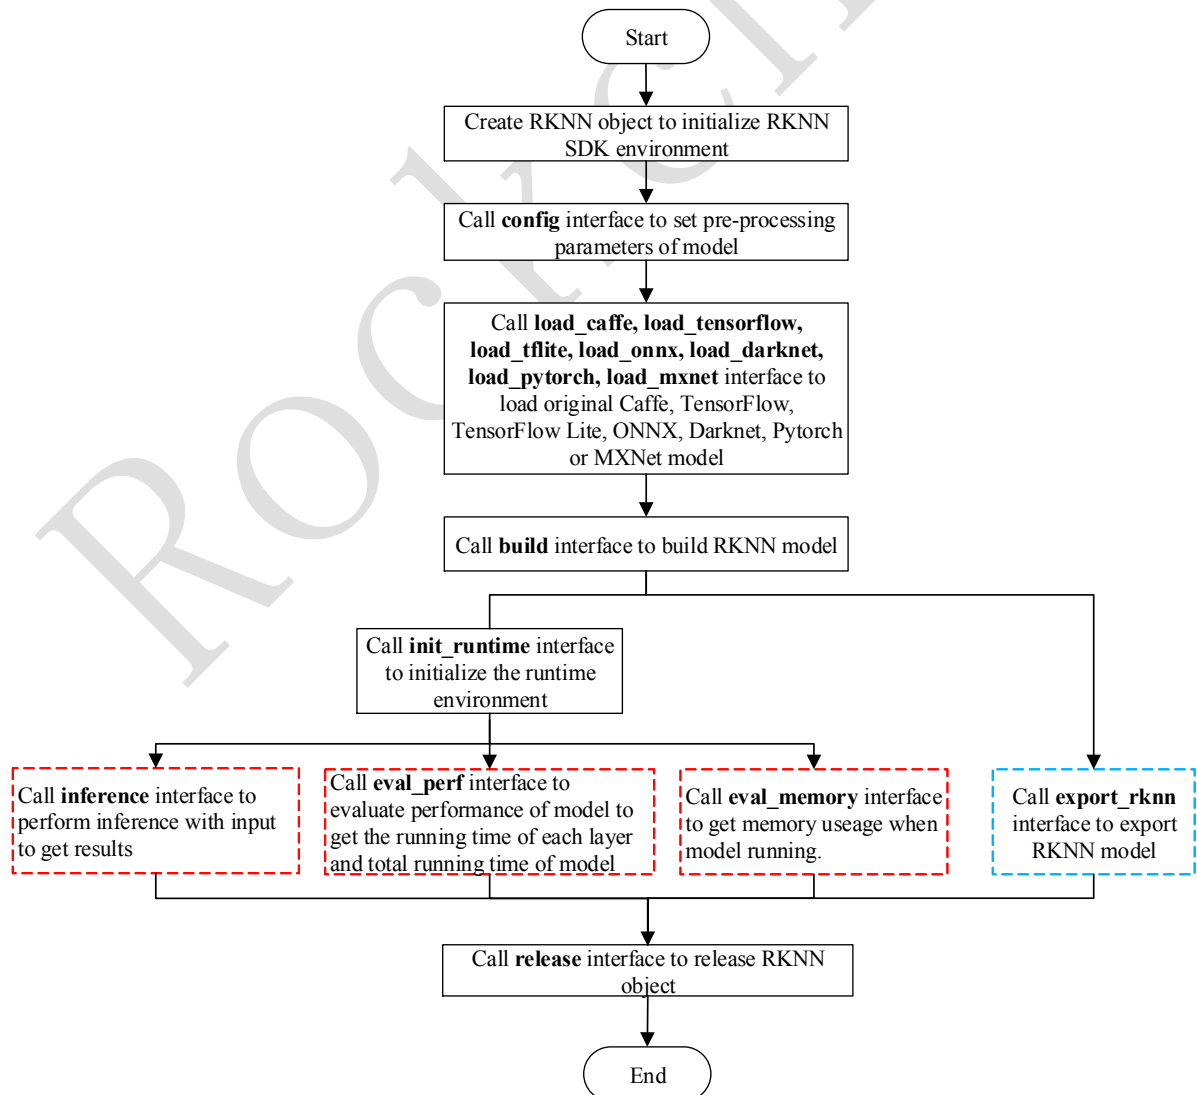 Start
Create RKNN object to initialize RKNN
SDK environment
Call config interface to set pre-processing
parameters of model
Call load_caffe, load_tensorflow,
load_tflite, load_onnx, load_darknet,
load_pytorch, load_mxnet interface to
load original Caffe, TensorFlow,
TensorFlow Lite, ONNX, Darknet, Pytorch
or MXNet model
Call build interface to build RKNN model
Call init_runtime interface
to initialize the runtime
environment
Call inference interface to
perform inference with input
to get results
Call eval_perf interface to
evaluate performance of model to
get the running time of each layer
and total running time of model
Call eval_memory interface
to get memory useage when
model running.
Call export_rknn
interface to export
RKNN model
Call release interface to release RKNN
object
End